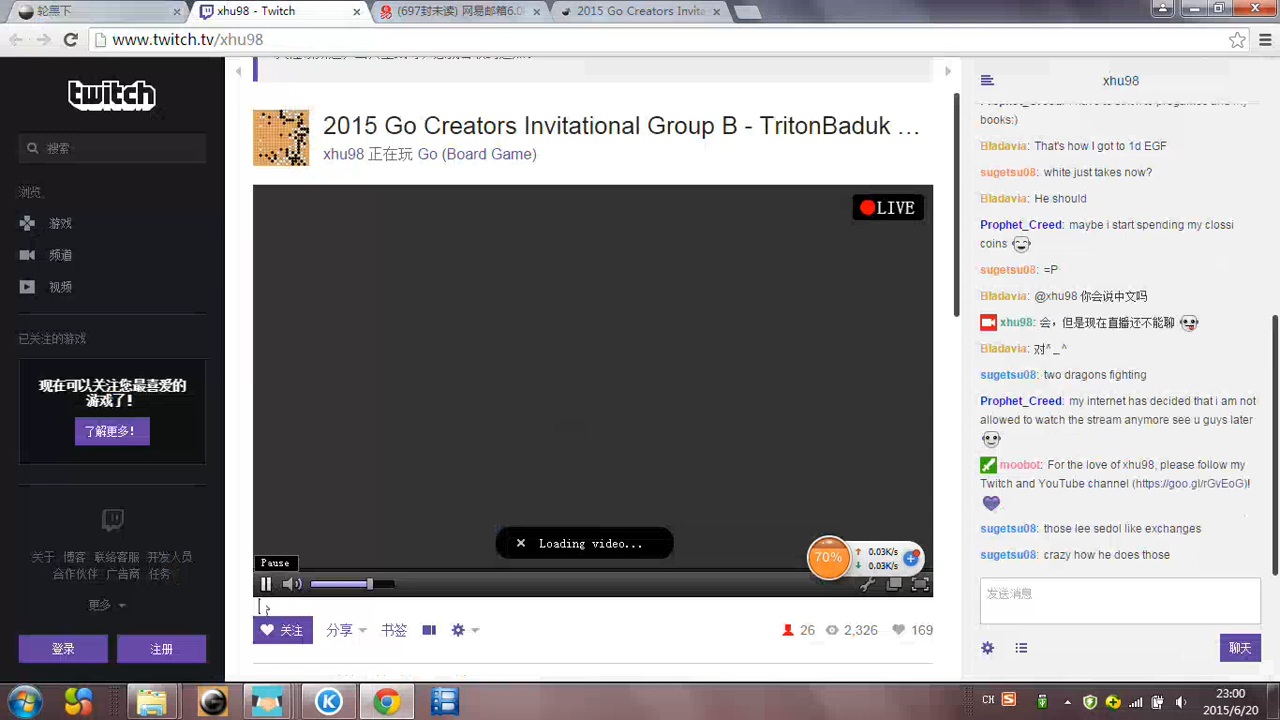 轮罴下
xhu98 - Twitch
(697封未读) 网易邮箱6.0
2015 Go Creators Invita
www.twitch.tv/xhu98
twitch
搜索
浏览
游戏
频道
视频
已关注的游戏
现在可以关注您最喜爱的
游戏了!
了解更多!
关于 博客 联络客服 开发人员
合作伙伴 广告商 任务
更多
登录
注册
2015 Go Creators Invitational Group B - TritonBaduk …
xhu98 正在玩 Go (Board Game)
LIVE
Loading video...
70%
0.03K/s
0.03K/s
Pause
关注
分享
书签
26
2,326
169
xhu98
books:)
Bladavia: That's how I got to 1d EGF
sugetsu08: white just takes now?
Bladavia: He should
Prophet_Creed: maybe i start spending my clossi
coins
sugetsu08: =P
Bladavia: @xhu98 你会说中文吗
xhu98: 会，但是现在直播还不能聊
Bladavia: 对^_^
sugetsu08: two dragons fighting
Prophet_Creed: my internet has decided that i am not
allowed to watch the stream anymore see u guys later
moobot: For the love of xhu98, please follow my
Twitch and YouTube channel (https://goo.gl/rGvEoG)!
sugetsu08: those lee sedol like exchanges
sugetsu08: crazy how he does those
发送消息
聊天
CH
23:00
2015/6/20